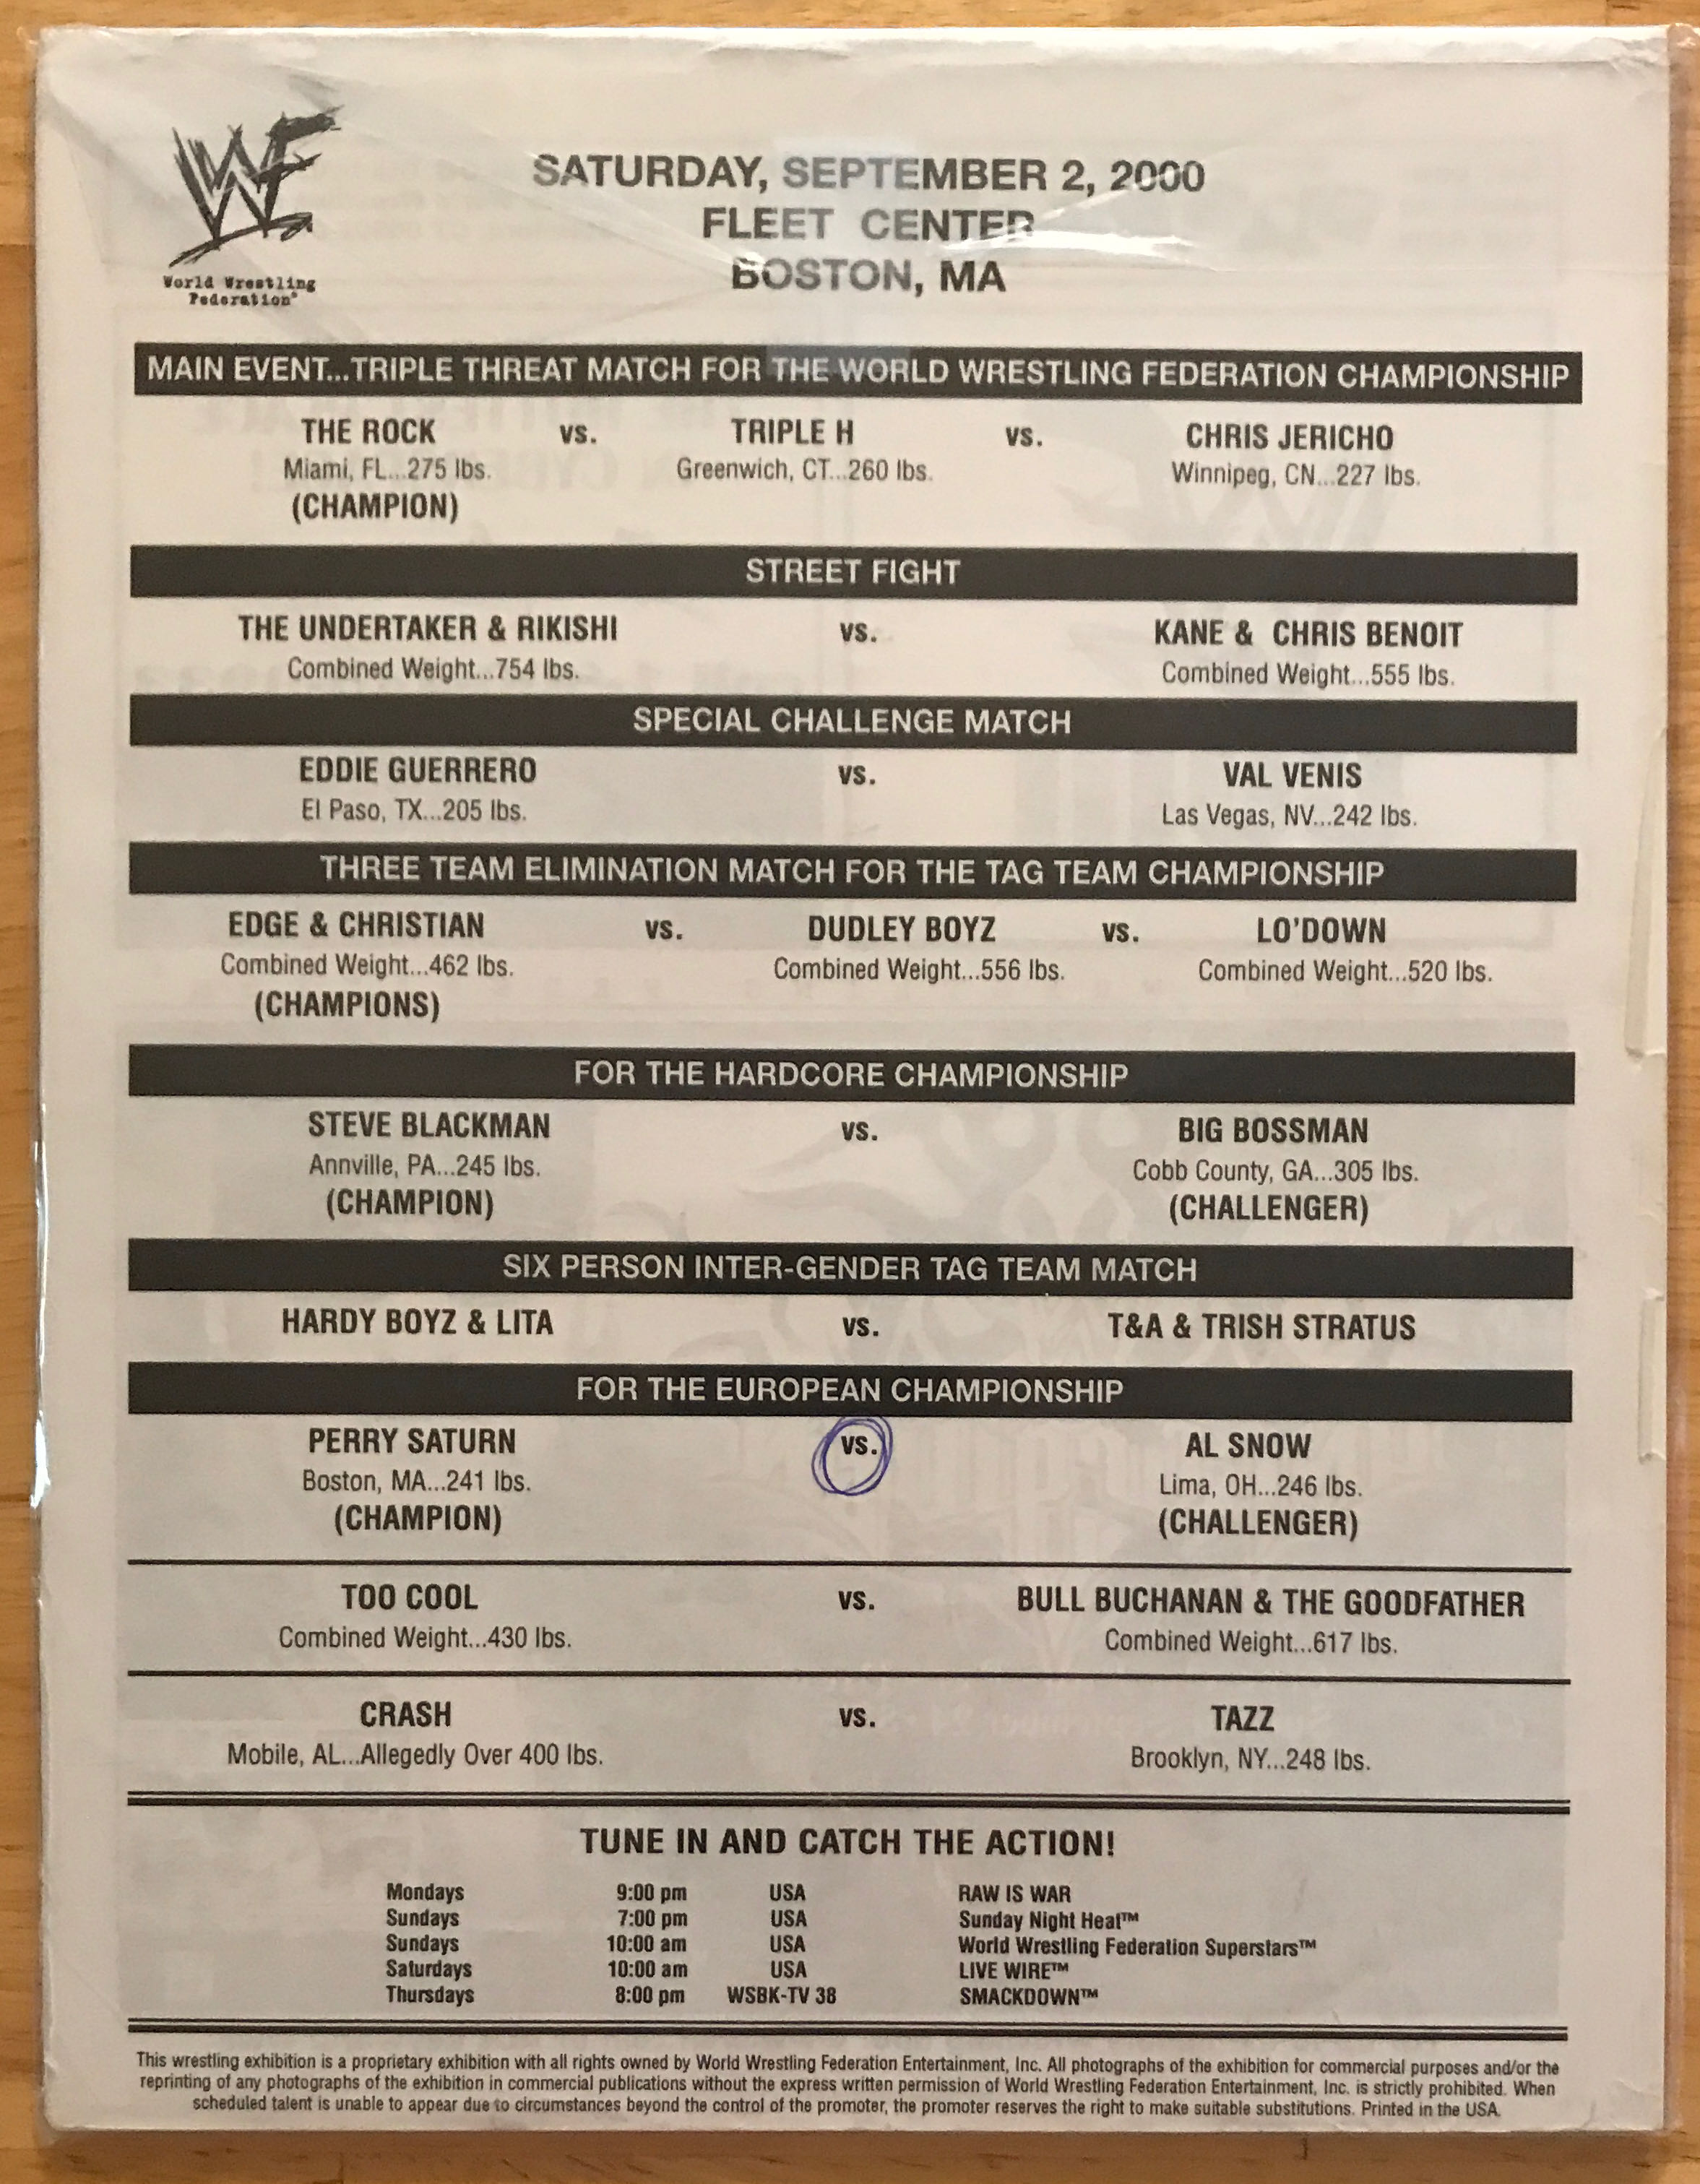 WF
World Wrestling
Federation®
SATURDAY, SEPTEMBER 2, 2000
FLEET CENTER
BOSTON, MA
MAIN EVENT...TRIPLE THREAT MATCH FOR THE WORLD WRESTLING FEDERATION CHAMPIONSHIP
THE ROCK vs. TRIPLE H vs. CHRIS JERICHO
Miami, FL...275 lbs. Greenwich, CT...260 lbs. Winnipeg, CN...227 lbs.
(CHAMPION)
STREET FIGHT
THE UNDERTAKER & RIKISHI vs. KANE & CHRIS BENOIT
Combined Weight...754 lbs. Combined Weight...555 lbs.
SPECIAL CHALLENGE MATCH
EDDIE GUERRERO vs. VAL VENIS
El Paso, TX...205 lbs. Las Vegas, NV...242 lbs.
THREE TEAM ELIMINATION MATCH FOR THE TAG TEAM CHAMPIONSHIP
EDGE & CHRISTIAN vs. DUDLEY BOYZ vs. LO'DOWN
Combined Weight...462 lbs. Combined Weight...556 lbs. Combined Weight...520 lbs.
(CHAMPIONS)
FOR THE HARDCORE CHAMPIONSHIP
STEVE BLACKMAN vs. BIG BOSSMAN
Annville, PA...245 lbs. Cobb County, GA...305 lbs.
(CHAMPION) (CHALLENGER)
SIX PERSON INTER-GENDER TAG TEAM MATCH
HARDY BOYZ & LITA vs. T&A & TRISH STRATUS
FOR THE EUROPEAN CHAMPIONSHIP
PERRY SATURN vs. AL SNOW
Boston, MA...241 lbs. Lima, OH...246 lbs.
(CHAMPION) (CHALLENGER)
TOO COOL vs. BULL BUCHANAN & THE GOODFATHER
Combined Weight...430 lbs. Combined Weight...617 lbs.
CRASH vs. TAZZ
Mobile, AL...Allegedly Over 400 lbs. Brooklyn, NY...248 lbs.
TUNE IN AND CATCH THE ACTION!
Mondays 9:00 pm USA RAW IS WAR
Sundays 7:00 pm USA Sunday Night Heat™
Sundays 10:00 am USA World Wrestling Federation Superstars™
Saturdays 10:00 am USA LIVE WIRE™
Thursdays 8:00 pm WSBK-TV 38 SMACKDOWN™
This wrestling exhibition is a proprietary exhibition with all rights owned by World Wrestling Federation Entertainment, Inc. All photographs of the exhibition for commercial purposes and/or the
reprinting of any photographs of the exhibition in commercial publications without the express written permission of World Wrestling Federation Entertainment, Inc. is strictly prohibited. When
scheduled talent is unable to appear due to circumstances beyond the control of the promoter, the promoter reserves the right to make suitable substitutions. Printed in the USA.